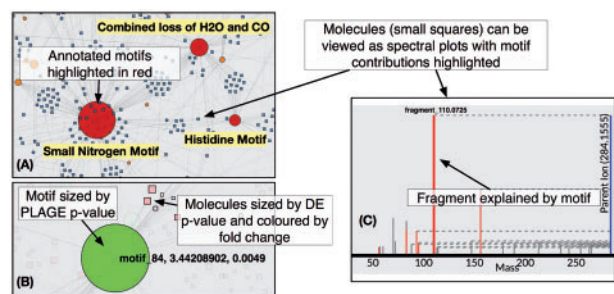 Combined loss of H2O and CO
Annotated motifs
highlighted in red
Small Nitrogen Motif
Histidine Motif
(A)
Molecules (small squares) can be
viewed as spectral plots with motif
contributions highlighted
Motif sized by
PLAGE p-value
Molecules sized by DE
p-value and coloured by
fold change
motif_84, 3.44208902, 0.0049
(B)
fragment_110.0725
Parent Ion (284.1555)
Fragment explained by motif
(C)
50
100
150
200
250
Mass